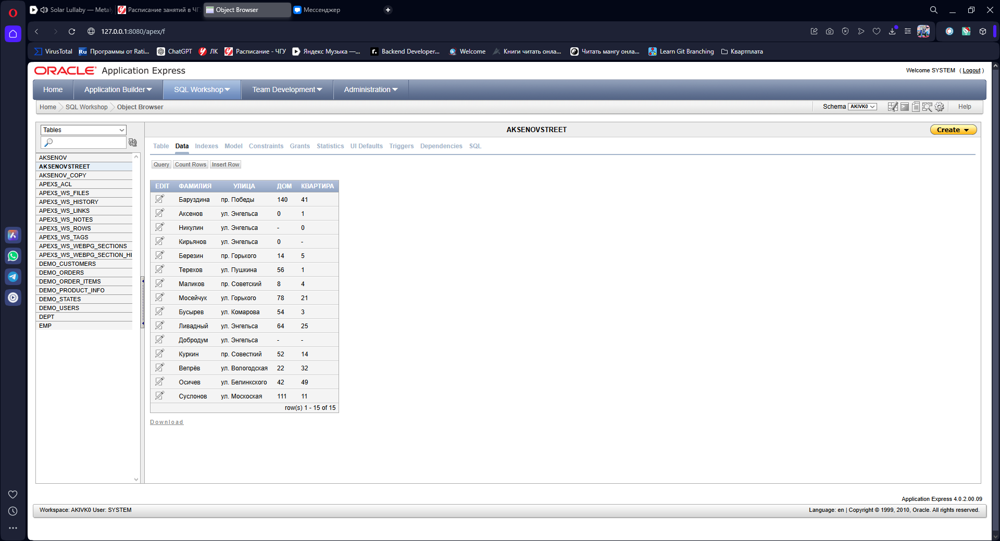 Solar Lullaby — Metal
Расписание занятий в ЧГ
Object Browser
Мессенджер
127.0.0.1:8080/apex/f
VirusTotal
Программы от Rati...
ChatGPT
ЛК
Расписание - ЧГУ
Яндекс Музыка —...
Backend Developer...
Welcome
Книги читать онла...
Читать мангу онла...
Learn Git Branching
Квартплата
ORACLE Application Express
Welcome SYSTEM ( Logout )
Home Application Builder SQL Workshop Team Development Administration
Home SQL Workshop Object Browser
Schema AKIVK0
Help
Tables
AKSENOV
AKSENOVSTREET
AKSENOV_COPY
APEX$_ACL
APEX$_WS_FILES
APEX$_WS_HISTORY
APEX$_WS_LINKS
APEX$_WS_NOTES
APEX$_WS_ROWS
APEX$_WS_TAGS
APEX$_WS_WEBPG_SECTIONS
APEX$_WS_WEBPG_SECTION_HI
DEMO_CUSTOMERS
DEMO_ORDERS
DEMO_ORDER_ITEMS
DEMO_PRODUCT_INFO
DEMO_STATES
DEMO_USERS
DEPT
EMP
AKSENOVSTREET
Create
Table Data Indexes Model Constraints Grants Statistics UI Defaults Triggers Dependencies SQL
Query Count Rows Insert Row
EDIT ФАМИЛИЯ УЛИЦА ДОМ КВАРТИРА
Баруздина пр. Победы 140 41
Аксенов ул. Энгельса 0 1
Никулин ул. Энгельса - 0
Кирьянов ул. Энгельса 0 -
Березин пр. Горького 14 5
Терехов ул. Пушкина 56 1
Маликов пр. Советский 8 4
Мосейчук ул. Горького 78 21
Бусырев ул. Комарова 54 3
Ливадный ул. Энгельса 64 25
Добродум ул. Энгельса - -
Куркин пр. Совесткий 52 14
Вепрёв ул. Вологодская 22 32
Осичев ул. Белинкского 42 49
Суслонов ул. Москоская 111 11
row(s) 1 - 15 of 15
Download
Application Express 4.0.2.00.09
Workspace: AKIVK0 User: SYSTEM
Language: en | Copyright © 1999, 2010, Oracle. All rights reserved.